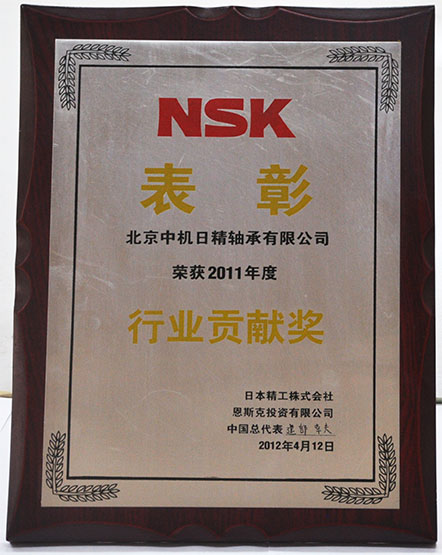 NSK
表彰
北京中机日精轴承有限公司
荣获2011年度
行业贡献奖
日本精工株式会社
恩斯克投资有限公司
中国总代表
2012年4月12日